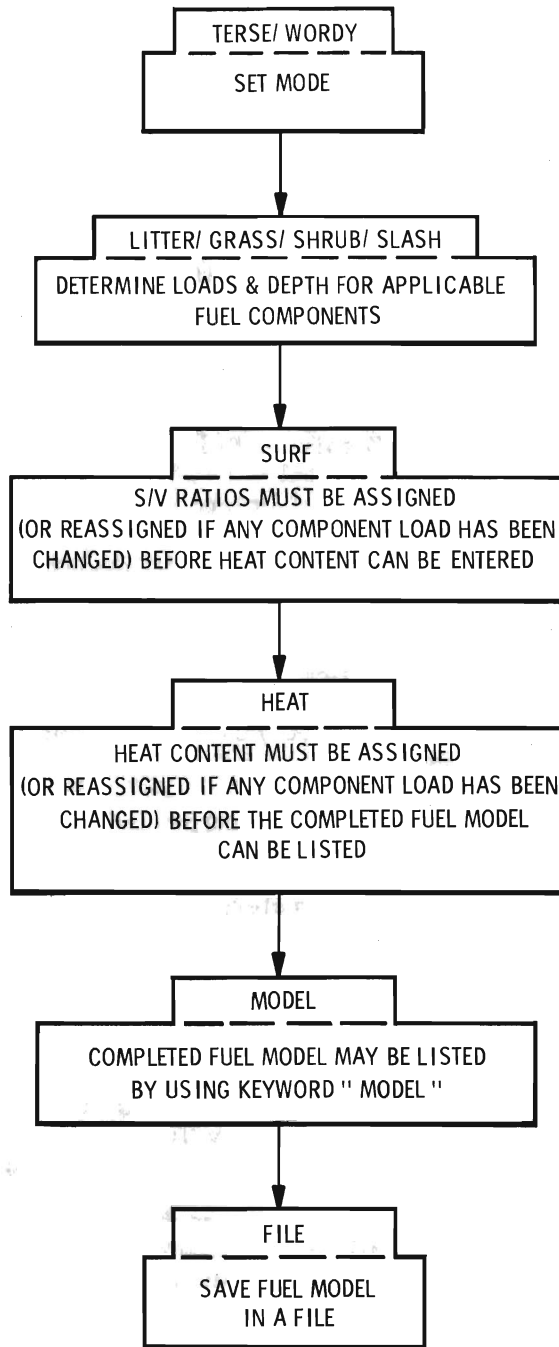 TERSE/ WORDY
SET MODE
LITTER/ GRASS/ SHRUB/ SLASH
DETERMINE LOADS & DEPTH FOR APPLICABLE
FUEL COMPONENTS
SURF
S/V RATIOS MUST BE ASSIGNED
(OR REASSIGNED IF ANY COMPONENT LOAD HAS BEEN
CHANGED) BEFORE HEAT CONTENT CAN BE ENTERED
HEAT
HEAT CONTENT MUST BE ASSIGNED
(OR REASSIGNED IF ANY COMPONENT LOAD HAS BEEN
CHANGED) BEFORE THE COMPLETED FUEL MODEL
CAN BE LISTED
MODEL
COMPLETED FUEL MODEL MAY BE LISTED
BY USING KEYWORD " MODEL "
FILE
SAVE FUEL MODEL
IN A FILE